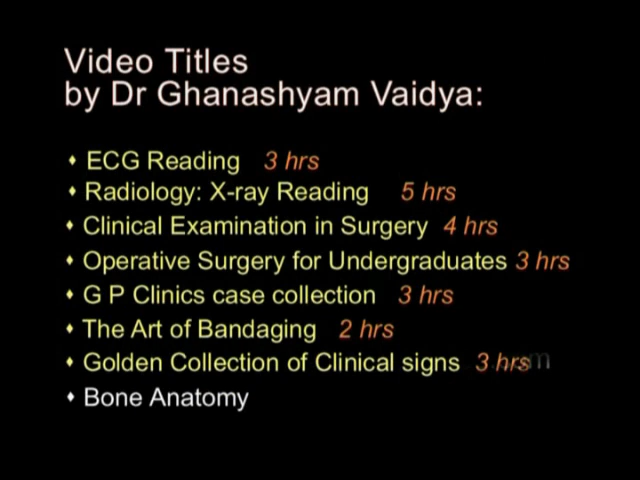 Video Titles
by Dr Ghanashyam Vaidya:
ECG Reading 3 hrs
Radiology: X-ray Reading 5 hrs
Clinical Examination in Surgery 4 hrs
Operative Surgery for Undergraduates 3 hrs
G P Clinics case collection 3 hrs
The Art of Bandaging 2 hrs
Golden Collection of Clinical signs 3 hrs
Bone Anatomy